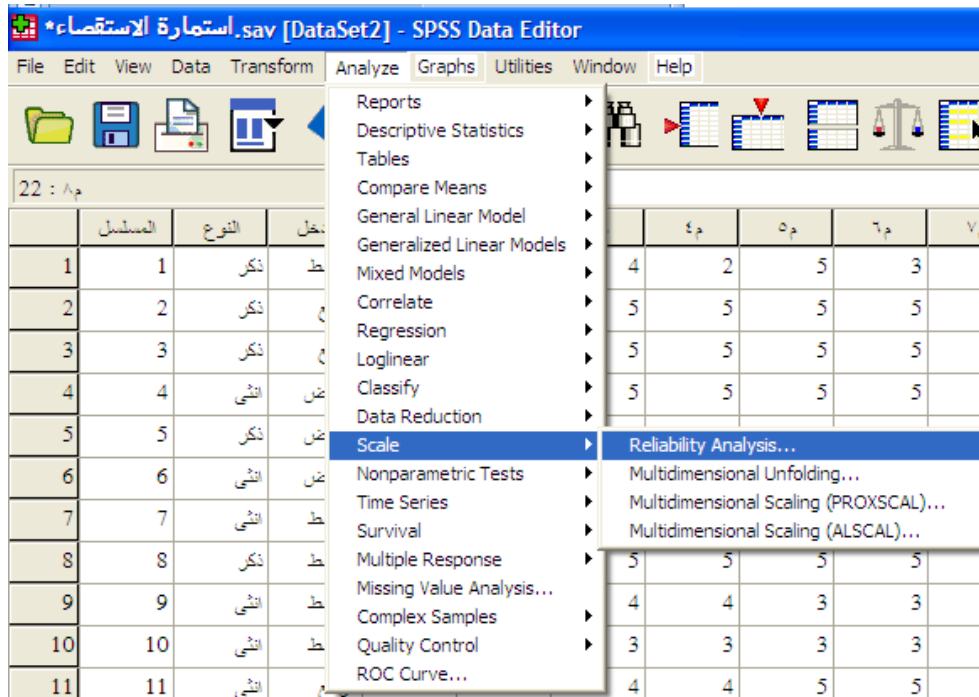 *استمارة الاستقصاء.sav [DataSet2] - SPSS Data Editor
File Edit View Data Transform Analyze Graphs Utilities Window Help
22 : م٨
المسلسل النوع م٤ م٥ م٦
1 1 ذكر 4 2 5 3
2 2 ذكر 5 5 5 5
3 3 ذكر 5 5 5 5
4 4 انثى 5 5 5 5
5 5 ذكر
6 6 انثى
7 7 انثى
8 8 ذكر 5 5 5 5
9 9 انثى 4 4 3 3
10 10 انثى 3 3 3 3
11 11 انثى 4 4 5 5
Reports
Descriptive Statistics
Tables
Compare Means
General Linear Model
Generalized Linear Models
Mixed Models
Correlate
Regression
Loglinear
Classify
Data Reduction
Scale
Nonparametric Tests
Time Series
Survival
Multiple Response
Missing Value Analysis...
Complex Samples
Quality Control
ROC Curve...
Reliability Analysis...
Multidimensional Unfolding...
Multidimensional Scaling (PROXSCAL)...
Multidimensional Scaling (ALSCAL)...